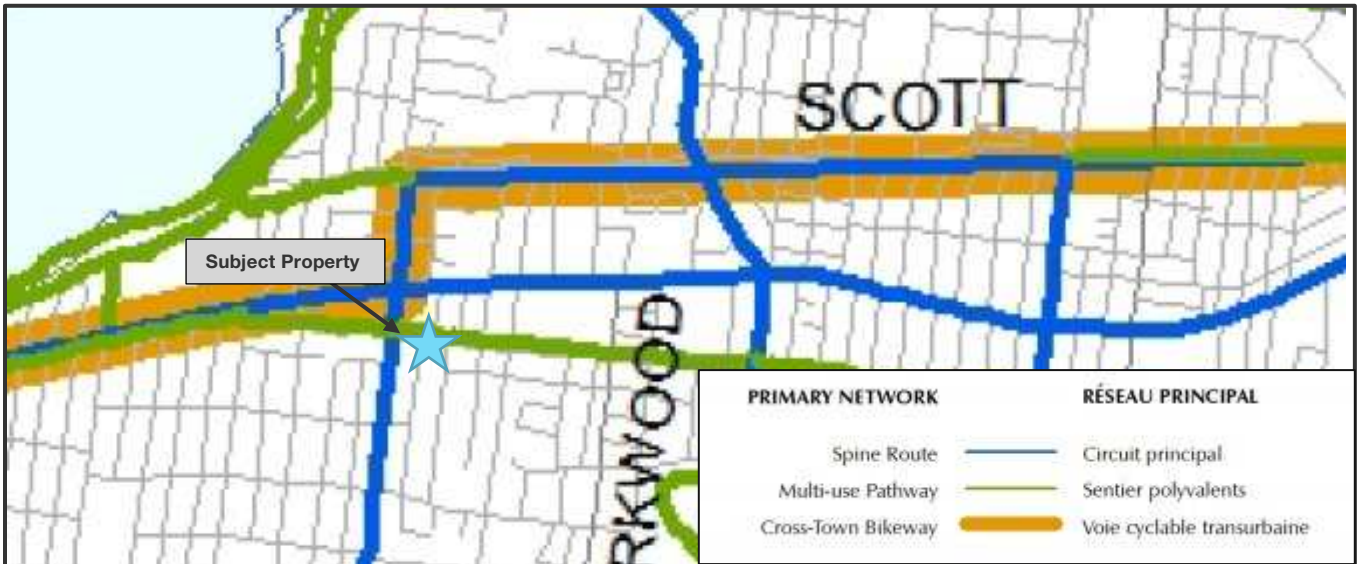 SCOTT
Subject Property
RKWOOD
PRIMARY NETWORK RÉSEAU PRINCIPAL
Spine Route Circuit principal
Multi-use Pathway Sentier polyvalents
Cross-Town Bikeway Voie cyclable transurbaine